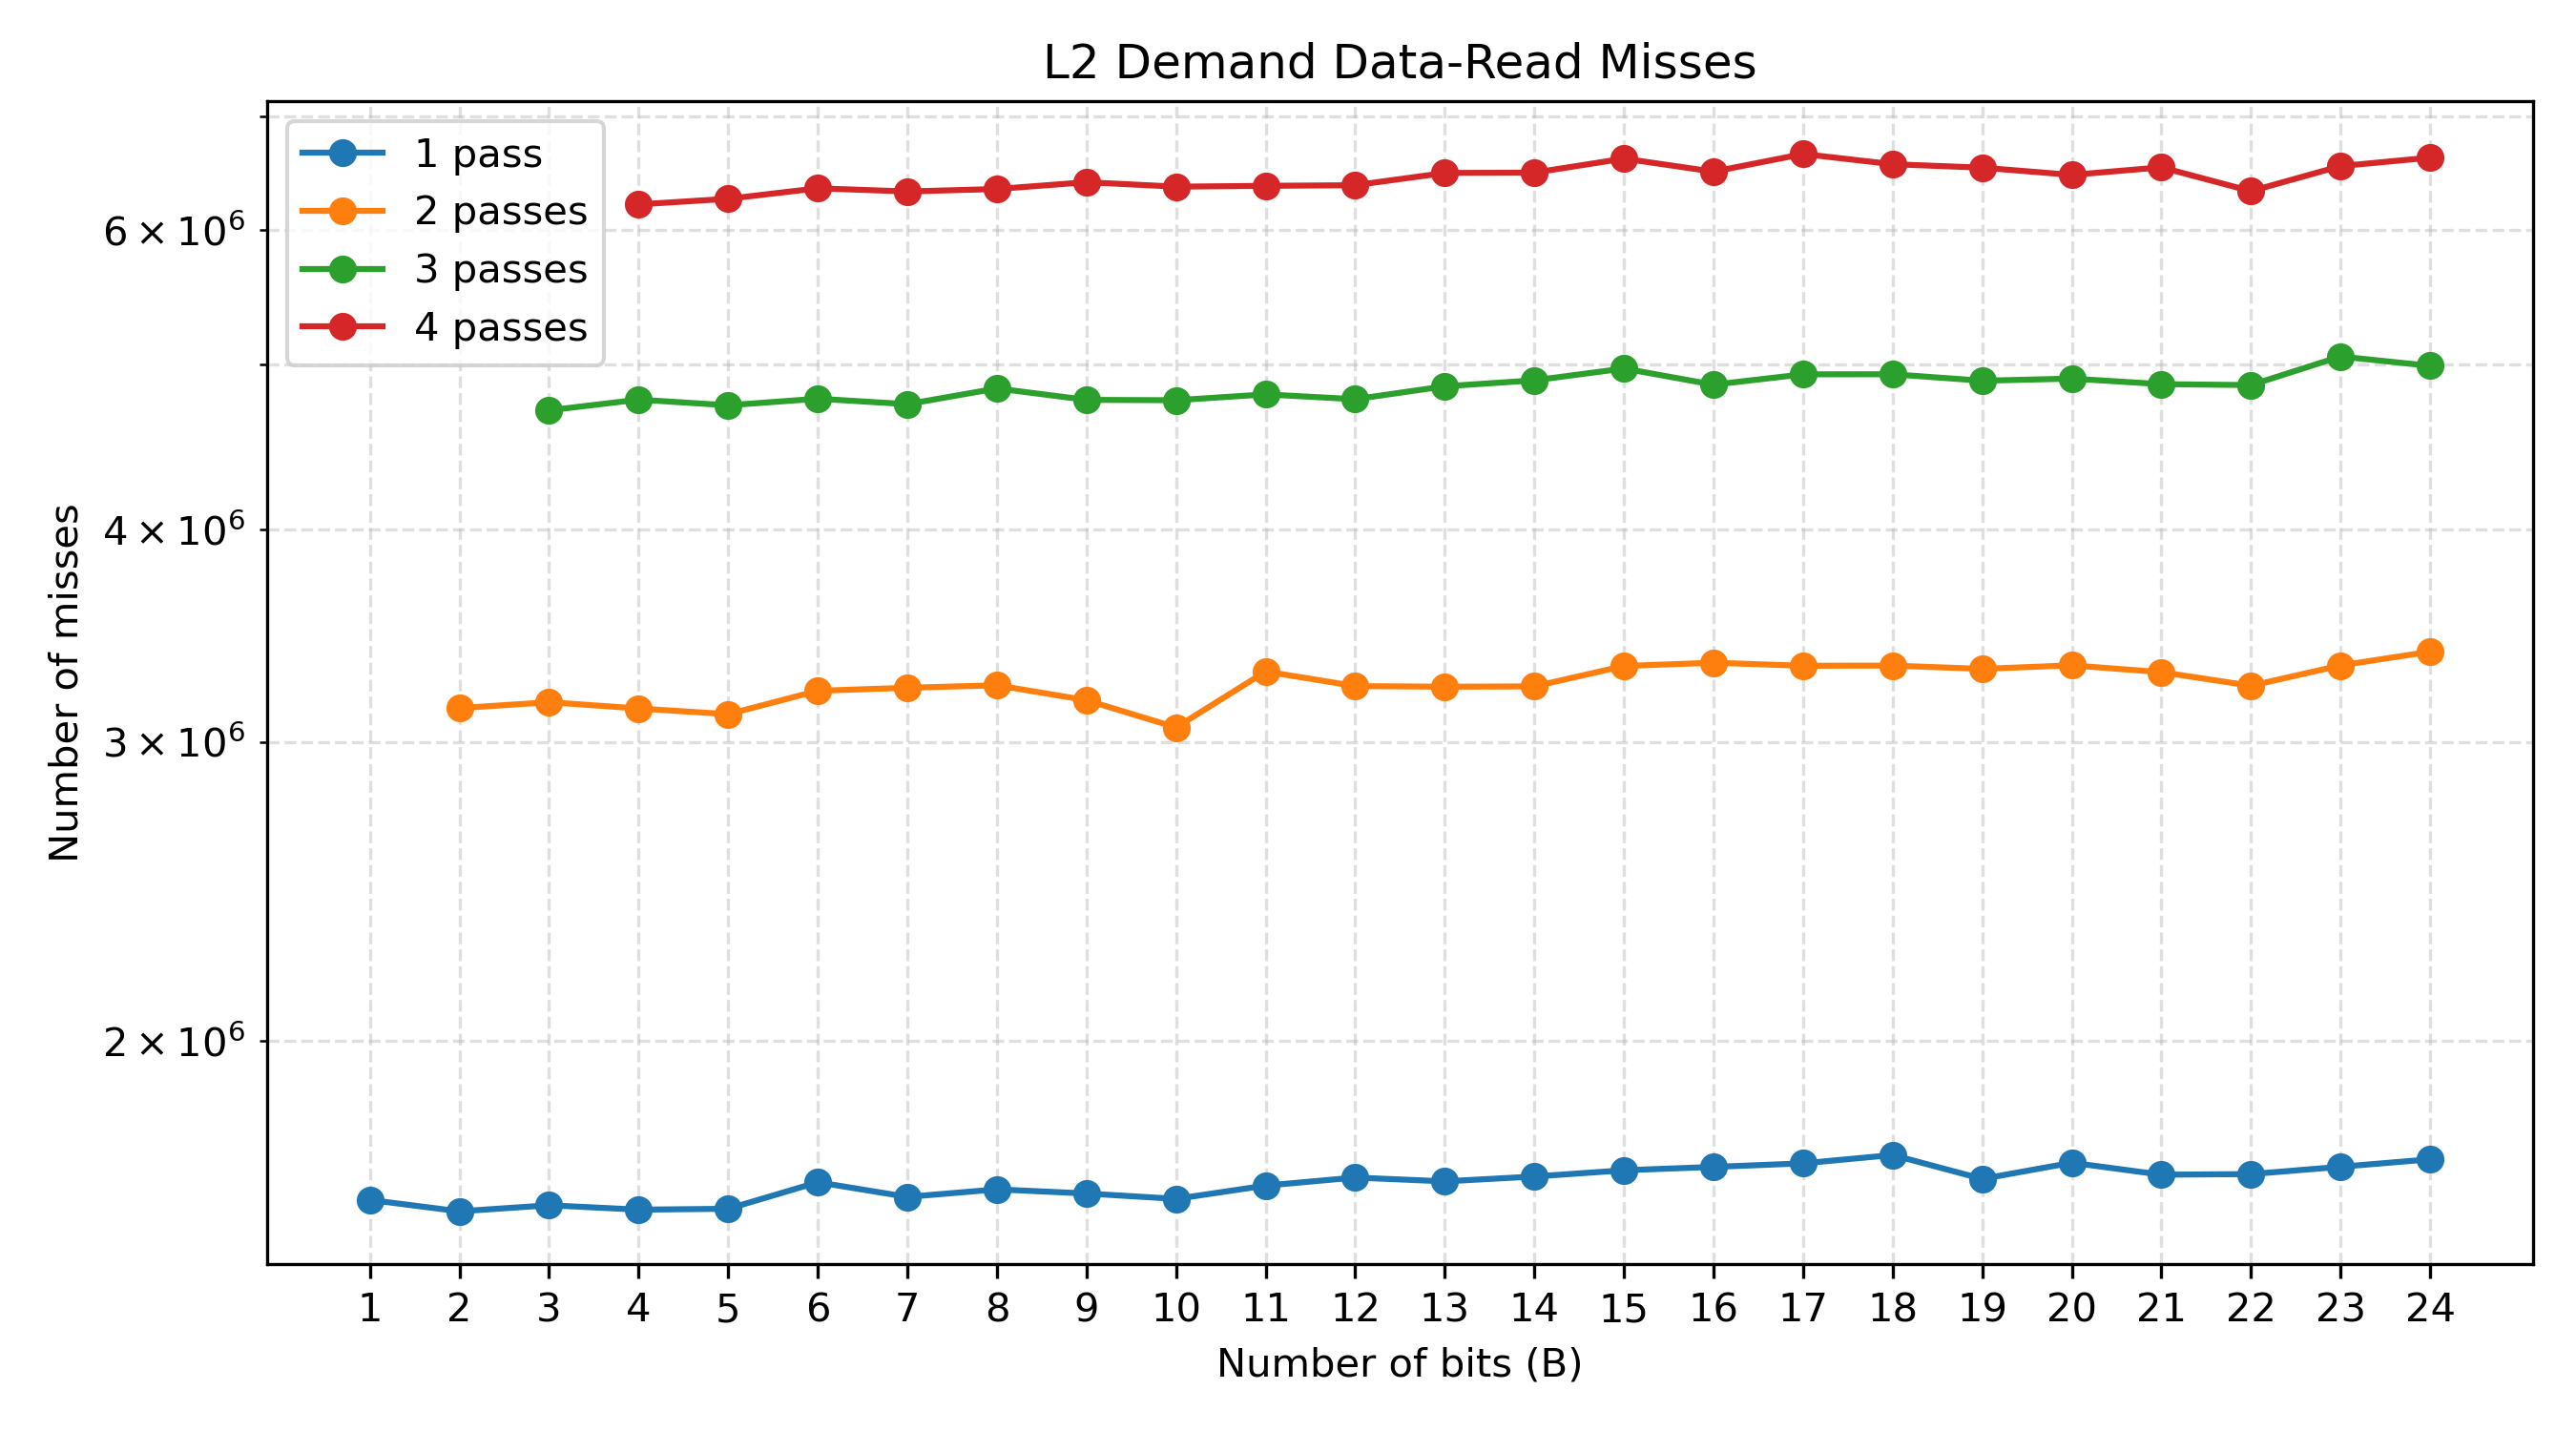 L2 Demand Data-Read Misses
1 pass
2 passes
3 passes
4 passes
6 × 10⁶
4 × 10⁶
3 × 10⁶
2 × 10⁶
Number of misses
1 2 3 4 5 6 7 8 9 10 11 12 13 14 15 16 17 18 19 20 21 22 23 24
Number of bits (B)